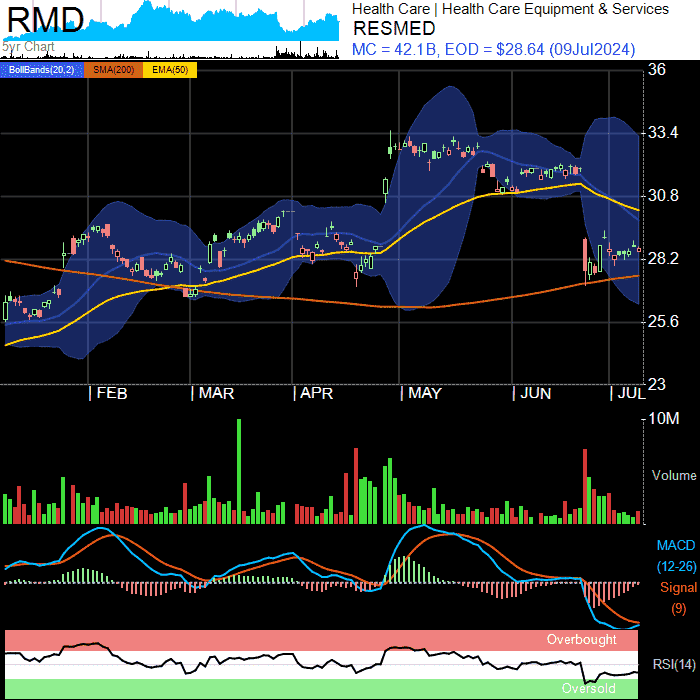 RMD
5yr Chart
Health Care | Health Care Equipment & Services
RESMED
MC = 42.1B, EOD = $28.64 (09Jul2024)
BollBands(20,2) SMA(200) EMA(50)
36
33.4
30.8
28.2
25.6
23
| FEB | MAR | APR | MAY | JUN | JUL
10M
Volume
MACD
(12-26)
Signal
(9)
Overbought
RSI(14)
Oversold